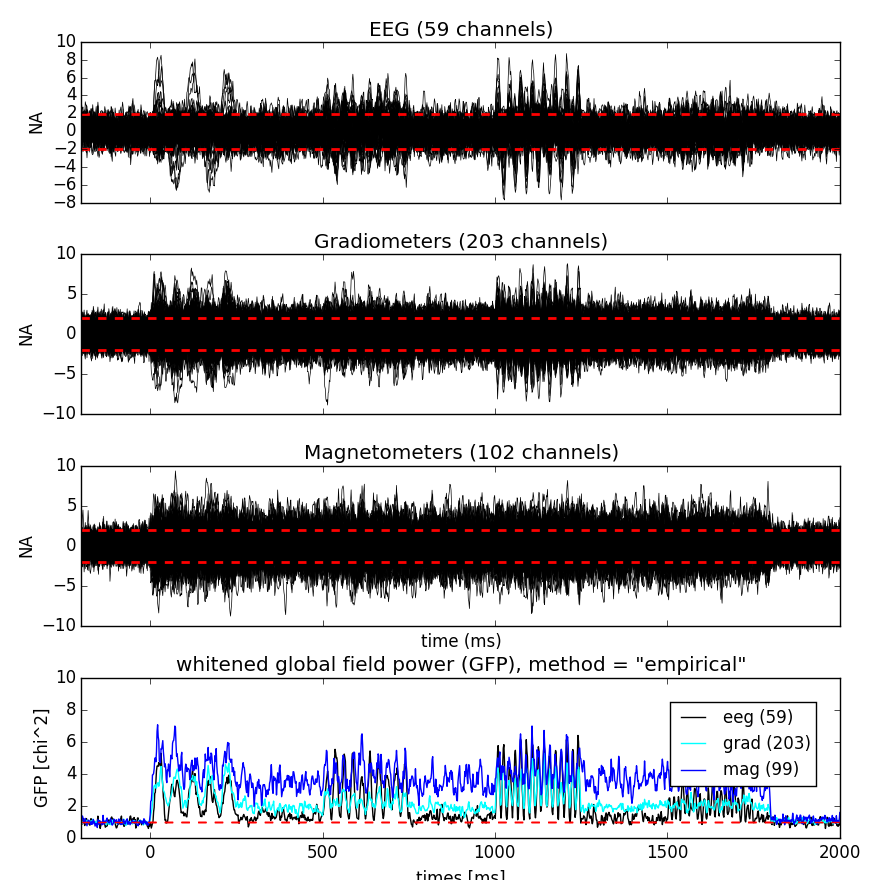 EEG (59 channels)
10
8
6
4
2
0
−2
−4
−6
−8
NA
Gradiometers (203 channels)
10
5
0
−5
−10
NA
Magnetometers (102 channels)
10
5
0
−5
−10
NA
time (ms)
whitened global field power (GFP), method = "empirical"
10
8
6
4
2
0
GFP [chi^2]
eeg (59)
grad (203)
mag (99)
0 500 1000 1500 2000
times [ms]